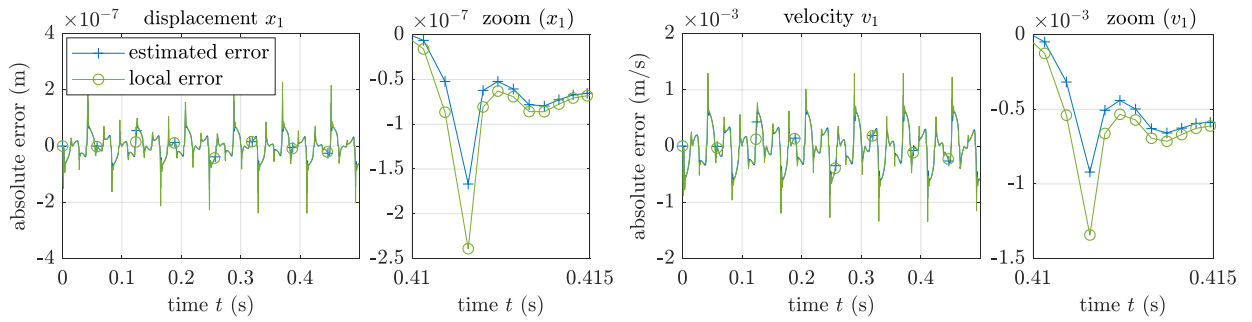 ×10⁻⁷ displacement x₁
absolute error (m)
4
2
0
-2
-4
estimated error
local error
0 0.1 0.2 0.3 0.4
time t (s)
×10⁻⁷ zoom (x₁)
0
-0.5
-1
-1.5
-2
-2.5
0.41 0.415
time t (s)
×10⁻³ velocity v₁
absolute error (m/s)
2
1
0
-1
-2
0 0.1 0.2 0.3 0.4
time t (s)
×10⁻³ zoom (v₁)
0
-0.5
-1
-1.5
0.41 0.415
time t (s)